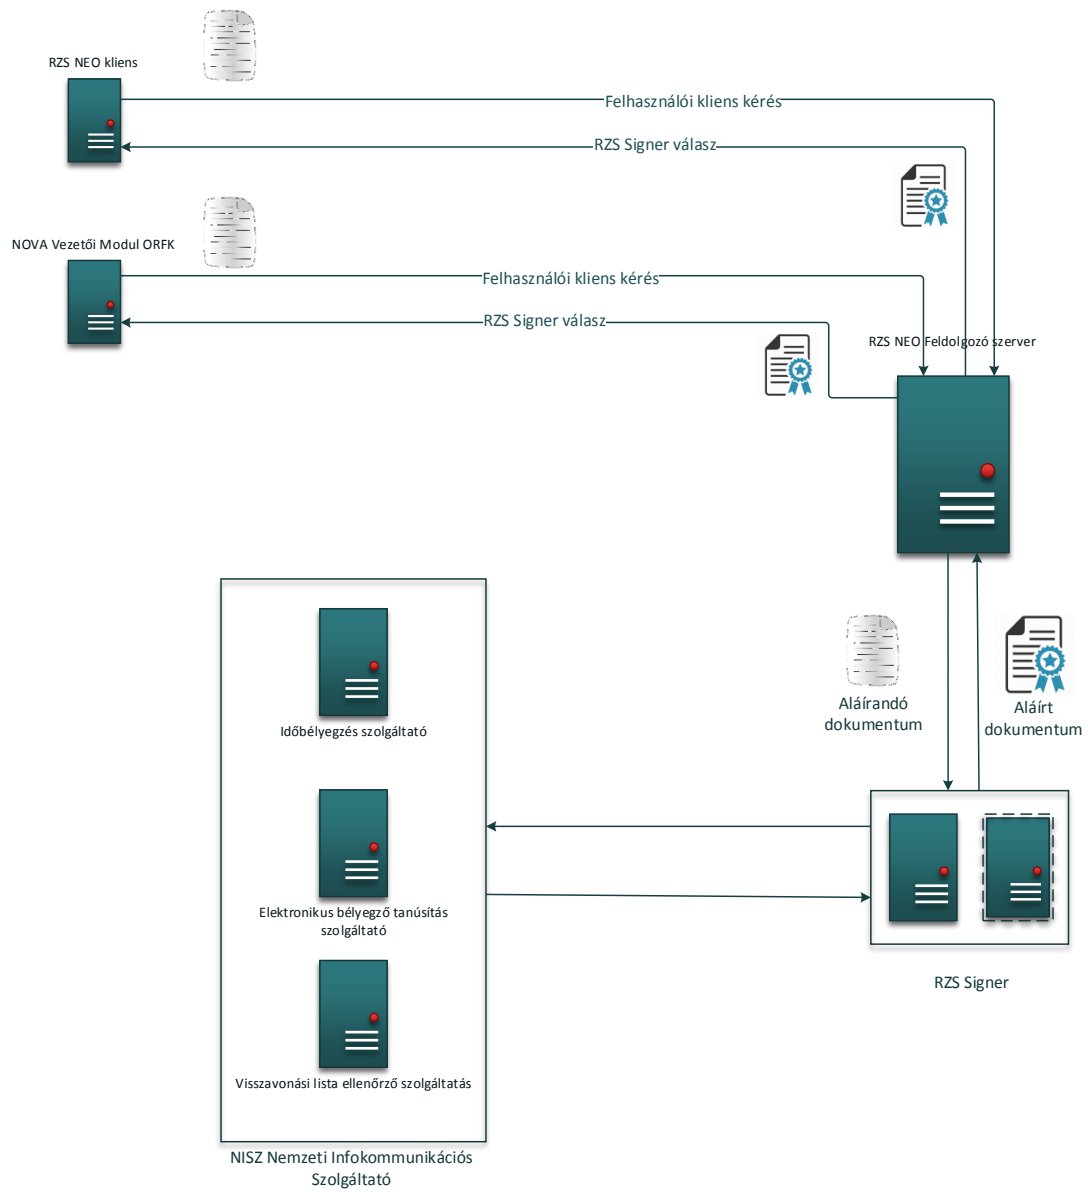 RZS NEO kliens
Felhasználói kliens kérés
RZS Signer válasz
NOVA Vezetői Modul ORFK
Felhasználói kliens kérés
RZS Signer válasz
RZS NEO Feldolgozó szerver
Aláírandó
dokumentum
Aláírt
dokumentum
Időbélyegzés szolgáltató
Elektronikus bélyegző tanúsítás
szolgáltató
RZS Signer
Visszavonási lista ellenőrző szolgáltatás
NISZ Nemzeti Infokommunikációs
Szolgáltató